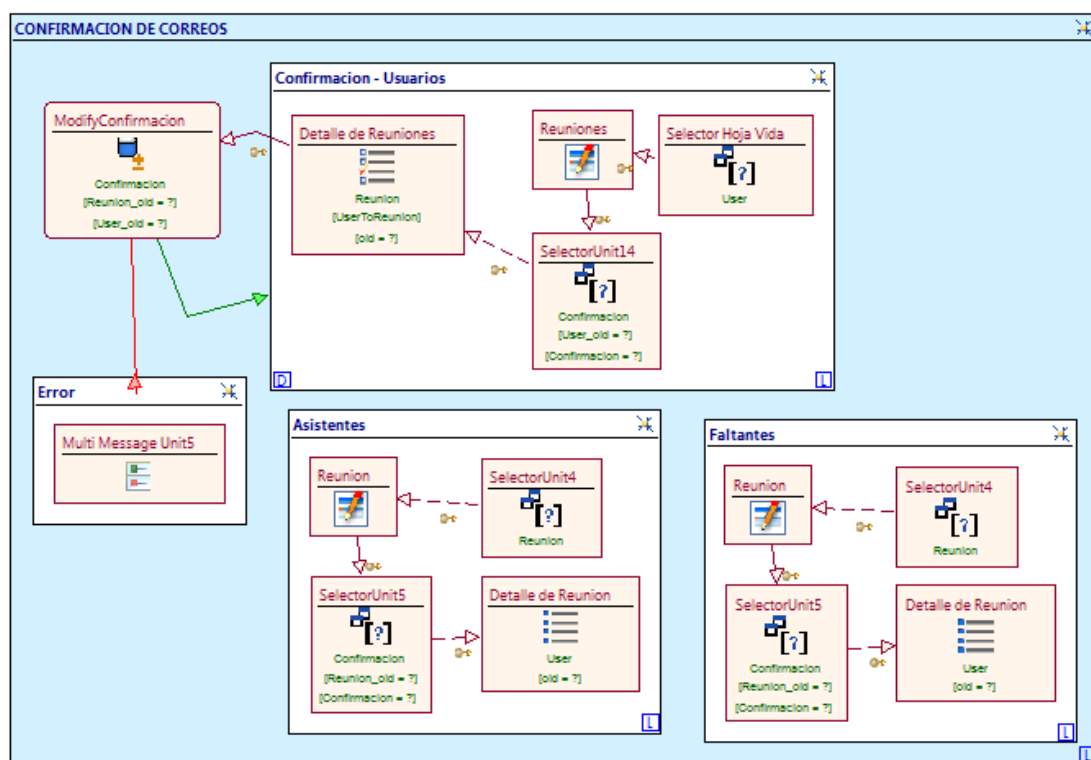 CONFIRMACION DE CORREOS
Confirmacion - Usuarios
ModifyConfirmacion
Confirmacion
[Reunion_oid = ?]
[User_oid = ?]
Detalle de Reuniones
Reunion
[UserToReunion]
[oid = ?]
Reuniones
Selector Hoja Vida
[?]
User
SelectorUnit14
[?]
Confirmacion
[User_oid = ?]
[Confirmacion = ?]
D
L
Error
Multi Message Unit5
Asistentes
Reunion
SelectorUnit4
[?]
Reunion
SelectorUnit5
[?]
Confirmacion
[Reunion_oid = ?]
[Confirmacion = ?]
Detalle de Reunion
User
[oid = ?]
L
Faltantes
Reunion
SelectorUnit4
[?]
Reunion
SelectorUnit5
[?]
Confirmacion
[Reunion_oid = ?]
[Confirmacion = ?]
Detalle de Reunion
User
[oid = ?]
L
L